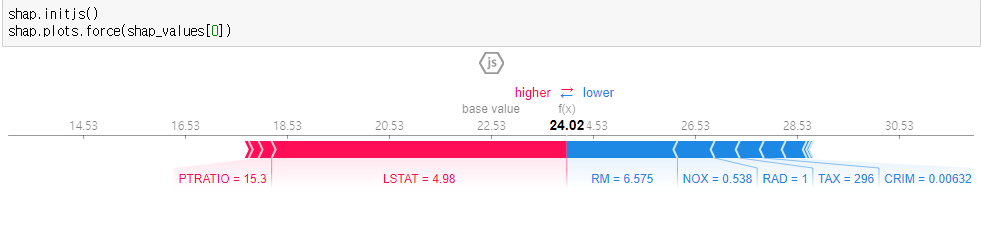 shap.initjs()
shap.plots.force(shap_values[0])
js
higher ⇄ lower
base value f(x)
14.53 16.53 18.53 20.53 22.53 24.02 4.53 26.53 28.53 30.53
PTRATIO = 15.3 LSTAT = 4.98 RM = 6.575 NOX = 0.538 RAD = 1 TAX = 296 CRIM = 0.00632